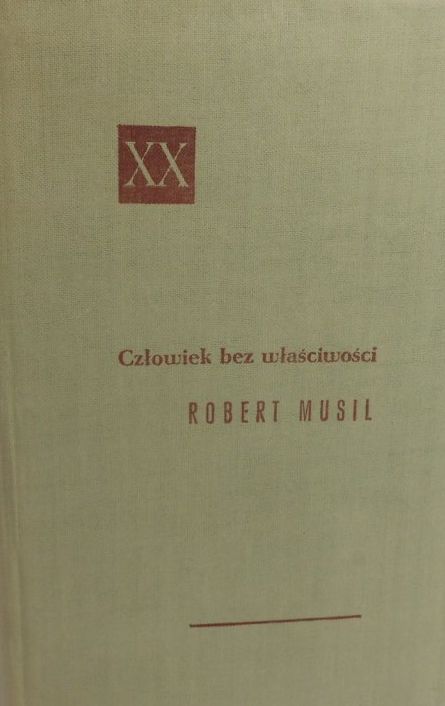 XX
Człowiek bez właściwości
ROBERT MUSIL